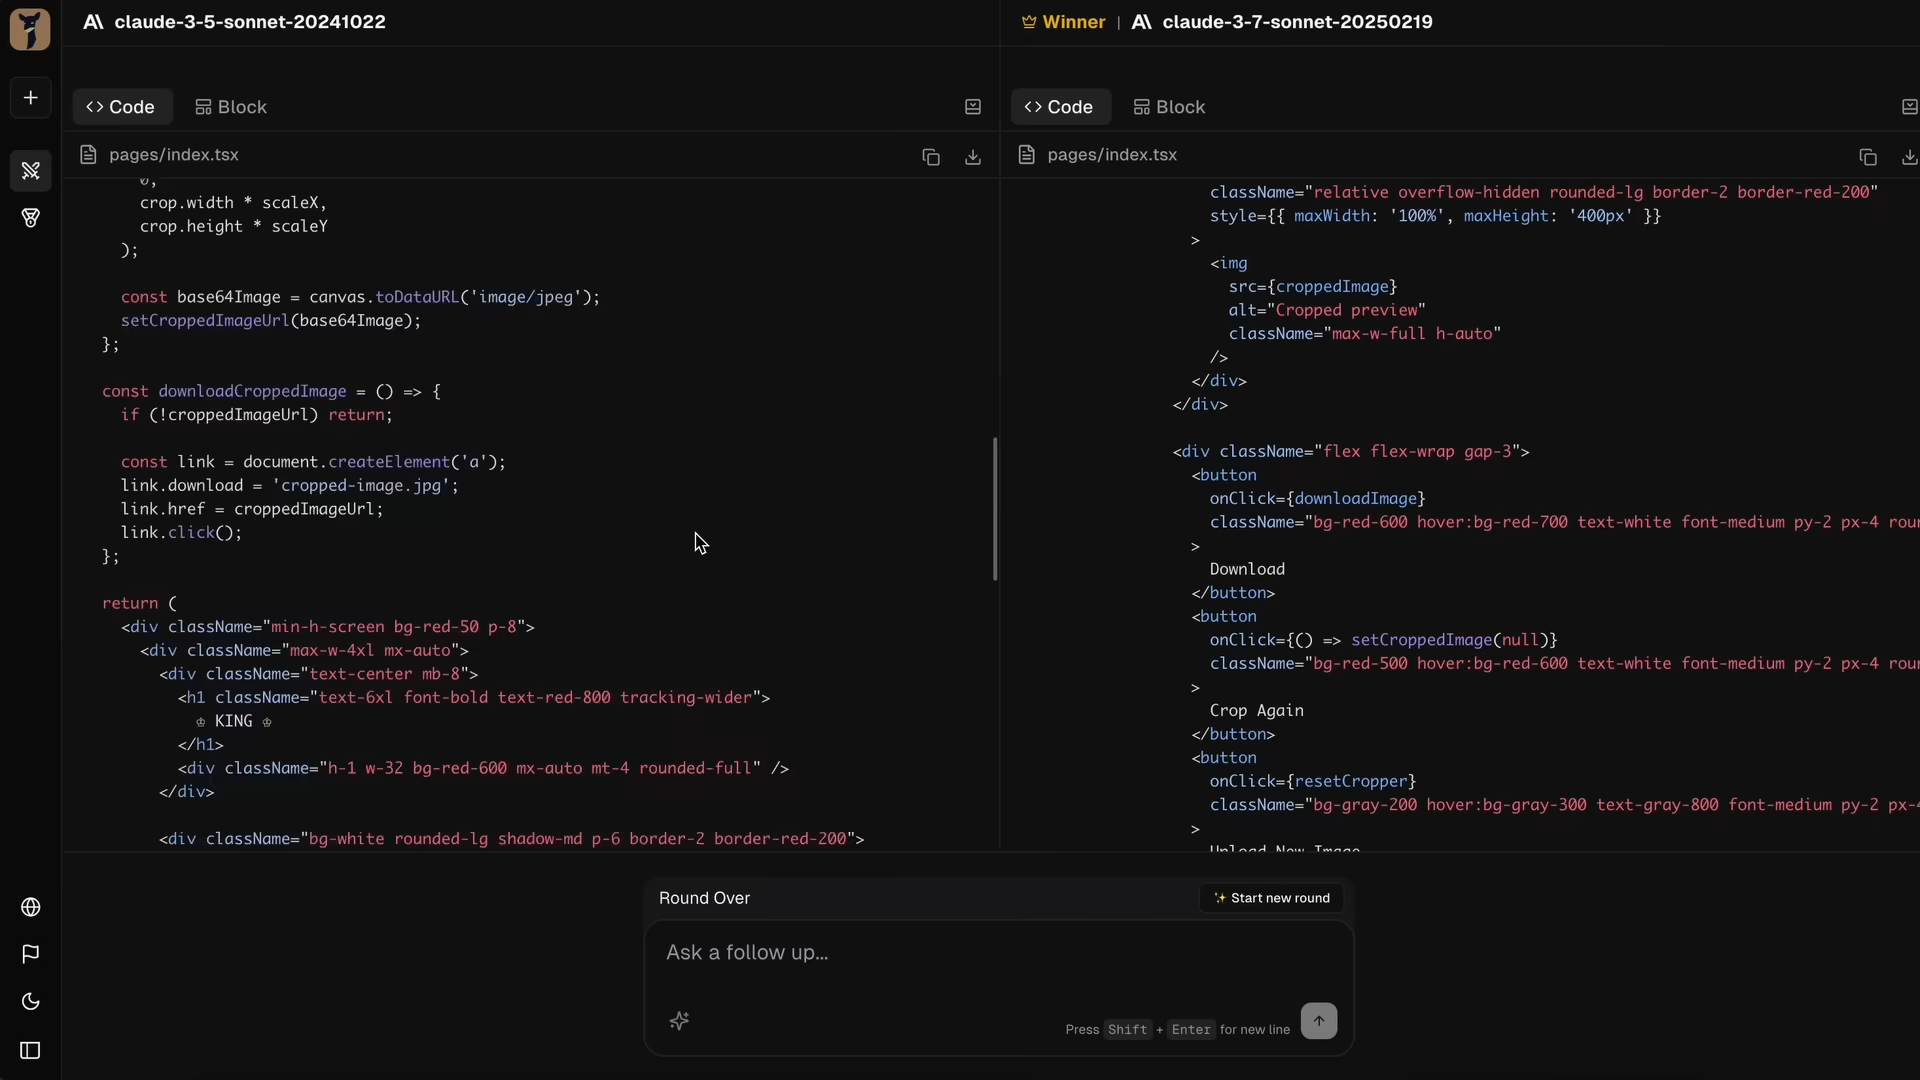 claude-3-5-sonnet-20241022
Winner | claude-3-7-sonnet-20250219
<> Code
Block
<> Code
Block
pages/index.tsx
crop.width * scaleX,
crop.height * scaleY
);
const base64Image = canvas.toDataURL('image/jpeg');
setCroppedImageUrl(base64Image);
};
const downloadCroppedImage = () => {
if (!croppedImageUrl) return;
const link = document.createElement('a');
link.download = 'cropped-image.jpg';
link.href = croppedImageUrl;
link.click();
};
return (
<div className="min-h-screen bg-red-50 p-8">
<div className="max-w-4xl mx-auto">
<div className="text-center mb-8">
<h1 className="text-6xl font-bold text-red-800 tracking-wider">
♔ KING ♔
</h1>
<div className="h-1 w-32 bg-red-600 mx-auto mt-4 rounded-full" />
</div>
<div className="bg-white rounded-lg shadow-md p-6 border-2 border-red-200">
pages/index.tsx
className="relative overflow-hidden rounded-lg border-2 border-red-200"
style={{ maxWidth: '100%', maxHeight: '400px' }}
>
<img
src={croppedImage}
alt="Cropped preview"
className="max-w-full h-auto"
/>
</div>
</div>
<div className="flex flex-wrap gap-3">
<button
onClick={downloadImage}
className="bg-red-600 hover:bg-red-700 text-white font-medium py-2 px-4
>
Download
</button>
<button
onClick={() => setCroppedImage(null)}
className="bg-red-500 hover:bg-red-600 text-white font-medium py-2 px-4
>
Crop Again
</button>
<button
onClick={resetCropper}
className="bg-gray-200 hover:bg-gray-300 text-gray-800 font-medium py-2
>
Upload New Image
Round Over
Start new round
Ask a follow up...
Press Shift + Enter for new line